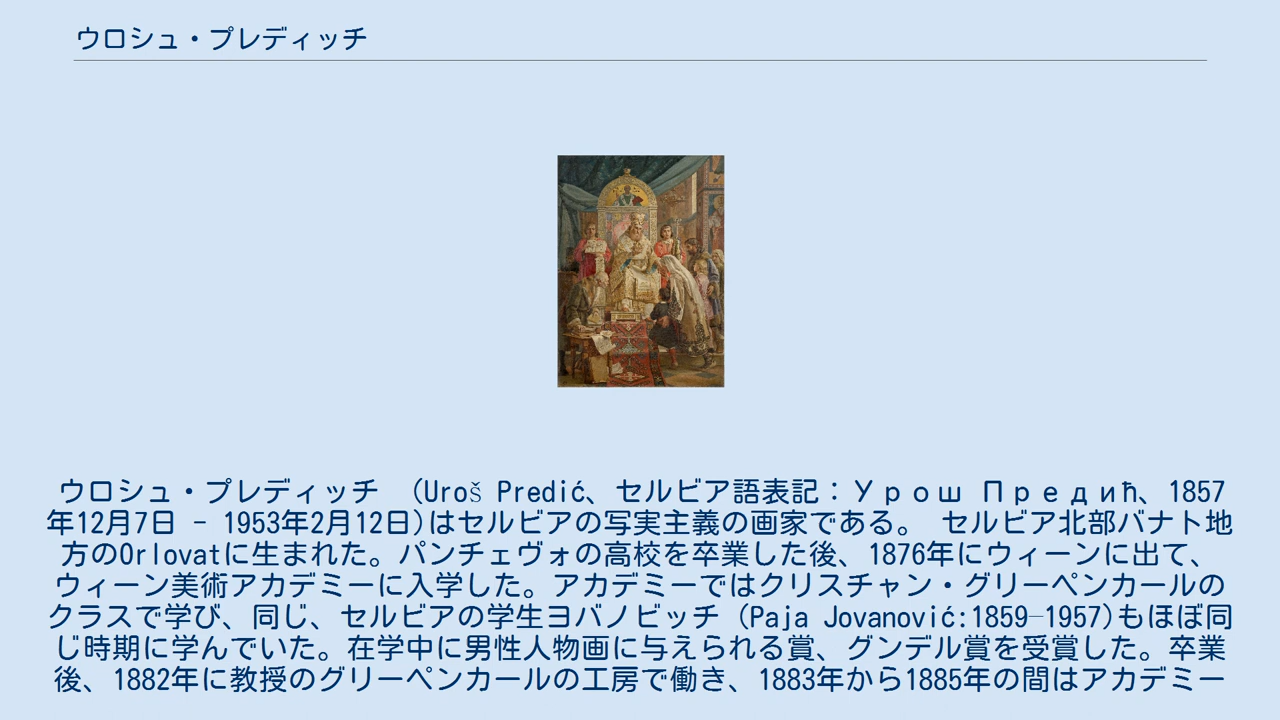 ウロシュ・プレディッチ
ウロシュ・プレディッチ　(Uroš Predić、セルビア語表記：Урош Предић、1857
年12月7日 - 1953年2月12日)はセルビアの写実主義の画家である。 セルビア北部バナト地
方のOrlovatに生まれた。パンチェヴォの高校を卒業した後、1876年にウィーンに出て、
ウィーン美術アカデミーに入学した。アカデミーではクリスチャン・グリーペンカールの
クラスで学び、同じ、セルビアの学生ヨバノビッチ (Paja Jovanović:1859–1957)もほぼ同
じ時期に学んでいた。在学中に男性人物画に与えられる賞、グンデル賞を受賞した。卒業
後、1882年に教授のグリーペンカールの工房で働き、1883年から1885年の間はアカデミー